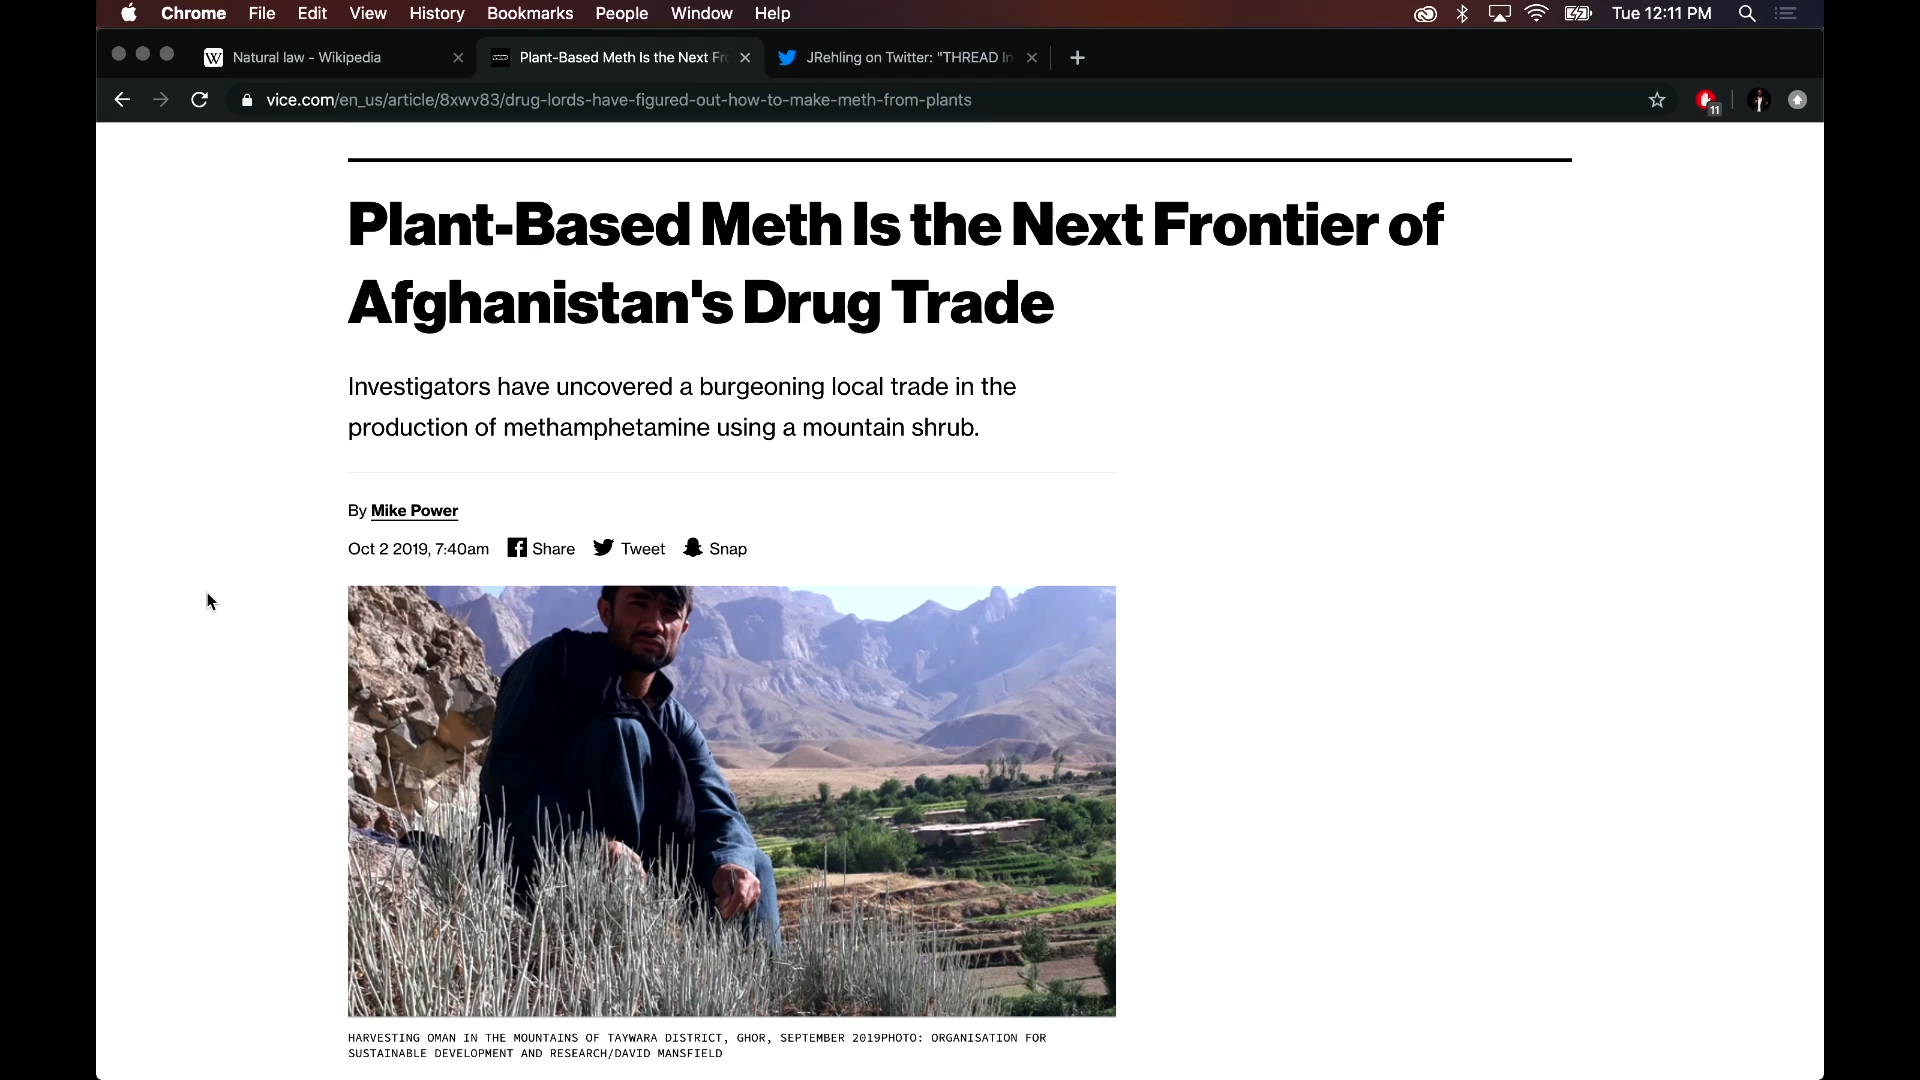 Chrome File Edit View History Bookmarks People Window Help Tue 12:11 PM
Natural law - Wikipedia Plant-Based Meth Is the Next Fr JRehling on Twitter: "THREAD In
vice.com/en_us/article/8xwv83/drug-lords-have-figured-out-how-to-make-meth-from-plants 11
Plant-Based Meth Is the Next Frontier of
Afghanistan's Drug Trade
Investigators have uncovered a burgeoning local trade in the
production of methamphetamine using a mountain shrub.
By Mike Power
Oct 2 2019, 7:40am Share Tweet Snap
HARVESTING OMAN IN THE MOUNTAINS OF TAYWARA DISTRICT, GHOR, SEPTEMBER 2019PHOTO: ORGANISATION FOR
SUSTAINABLE DEVELOPMENT AND RESEARCH/DAVID MANSFIELD